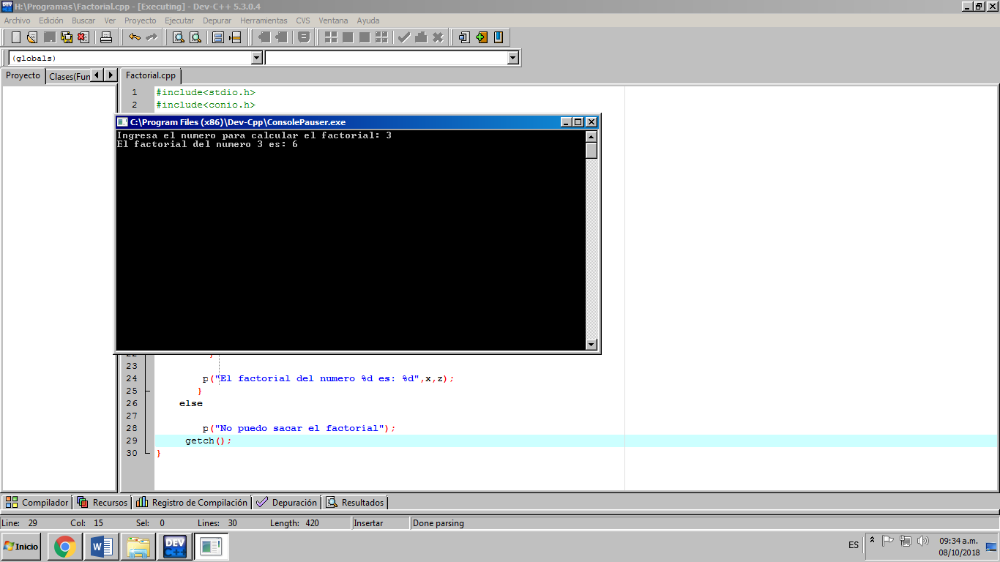 H:\Programas\Factorial.cpp - [Executing] - Dev-C++ 5.3.0.4
Archivo Edición Buscar Ver Proyecto Ejecutar Depurar Herramientas CVS Ventana Ayuda
(globals)
Proyecto Clases(Fun Factorial.cpp
1 #include<stdio.h>
2 #include<conio.h>
C:\Program Files (x86)\Dev-Cpp\ConsolePauser.exe
Ingresa el numero para calcular el factorial: 3
El factorial del numero 3 es: 6
22 }
23
24 p("El factorial del numero %d es: %d",x,z);
25 }
26 else
27
28 p("No puedo sacar el factorial");
29 getch();
30 }
Compilador Recursos Registro de Compilación Depuración Resultados
Line: 29 Col: 15 Sel: 0 Lines: 30 Length: 420 Insertar Done parsing
Inicio W DEV C++ ES 09:34 a.m.
08/10/2018